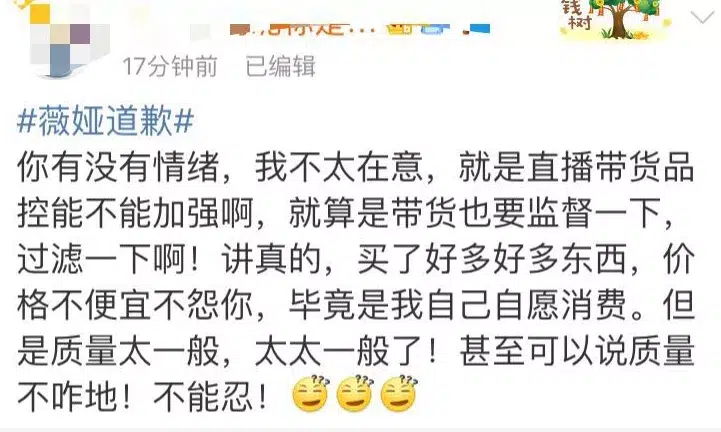 钱
树
17分钟前 已编辑
#薇娅道歉#
你有没有情绪，我不太在意，就是直播带货品
控能不能加强啊，就算是带货也要监督一下，
过滤一下啊！讲真的，买了好多好多东西，价
格不便宜不怨你，毕竟是我自己自愿消费。但
是质量太一般，太太一般了！甚至可以说质量
不咋地！不能忍！